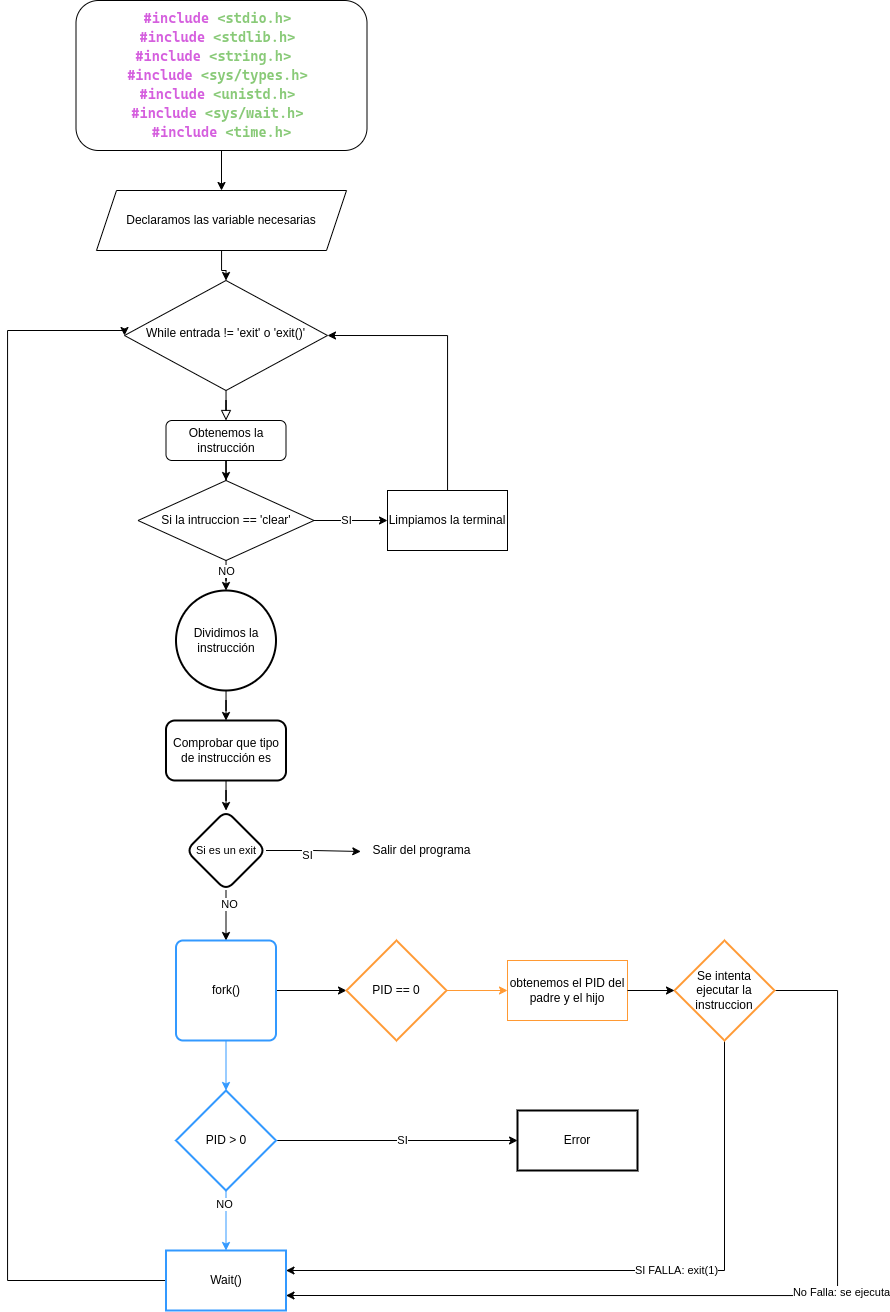 #include <stdio.h>
#include <stdlib.h>
#include <string.h>
#include <sys/types.h>
#include <unistd.h>
#include <sys/wait.h>
#include <time.h>
Declaramos las variable necesarias
While entrada != 'exit' o 'exit()'
Obtenemos la
instrucción
Si la intruccion == 'clear'
SI
Limpiamos la terminal
NO
Dividimos la
instrucción
Comprobar que tipo
de instrucción es
Si es un exit
SI
Salir del programa
NO
fork()
PID == 0
obtenemos el PID del
padre y el hijo
Se intenta
ejecutar la
instruccion
PID > 0
SI
Error
NO
Wait()
SI FALLA: exit(1)
No Falla: se ejecuta